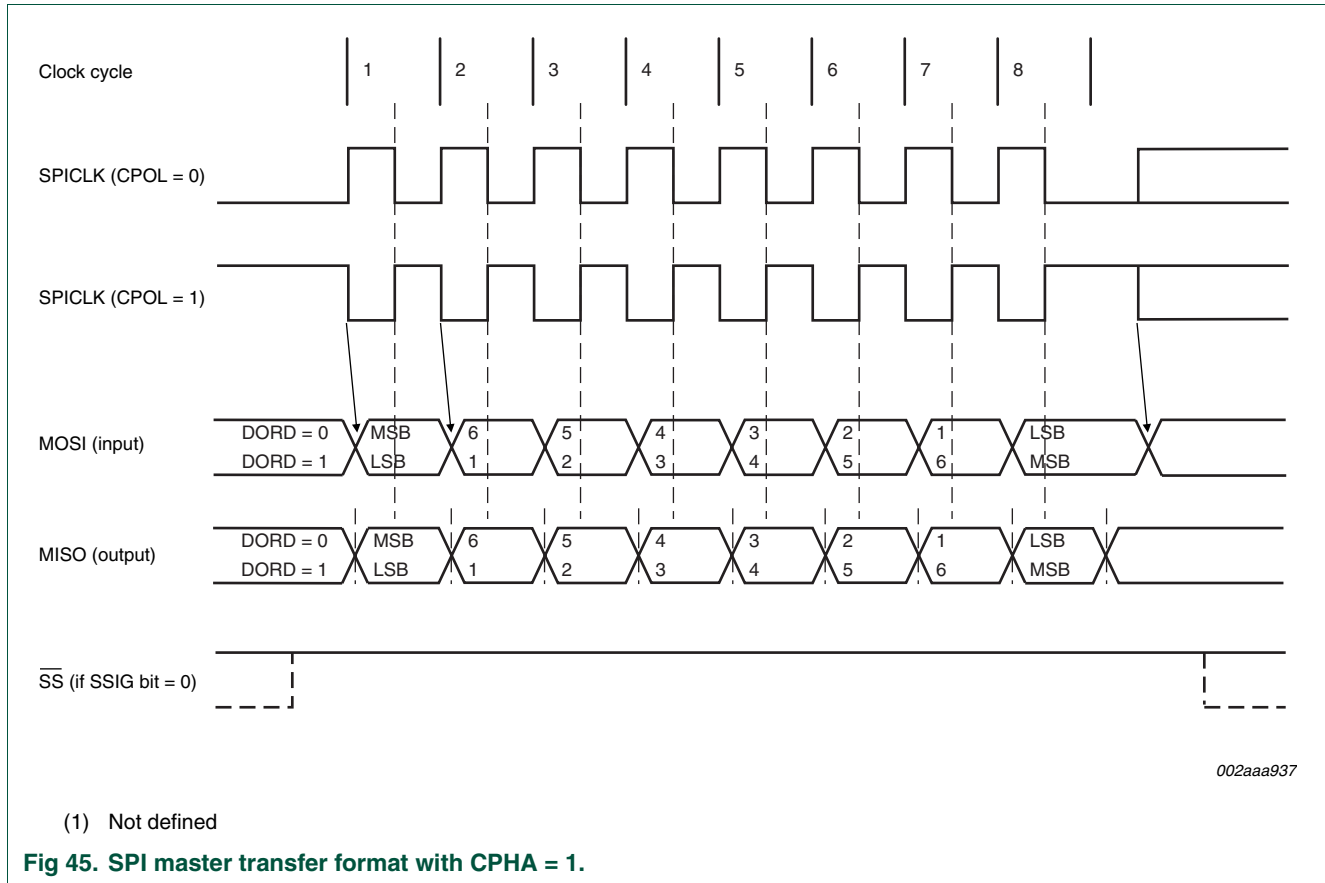 Clock cycle 1 2 3 4 5 6 7 8
SPICLK (CPOL = 0)
SPICLK (CPOL = 1)
MOSI (input)
DORD = 0 MSB 6 5 4 3 2 1 LSB
DORD = 1 LSB 1 2 3 4 5 6 MSB
MISO (output)
DORD = 0 MSB 6 5 4 3 2 1 LSB
DORD = 1 LSB 1 2 3 4 5 6 MSB
S̅S̅ (if SSIG bit = 0)
002aaa937
(1) Not defined
Fig 45. SPI master transfer format with CPHA = 1.